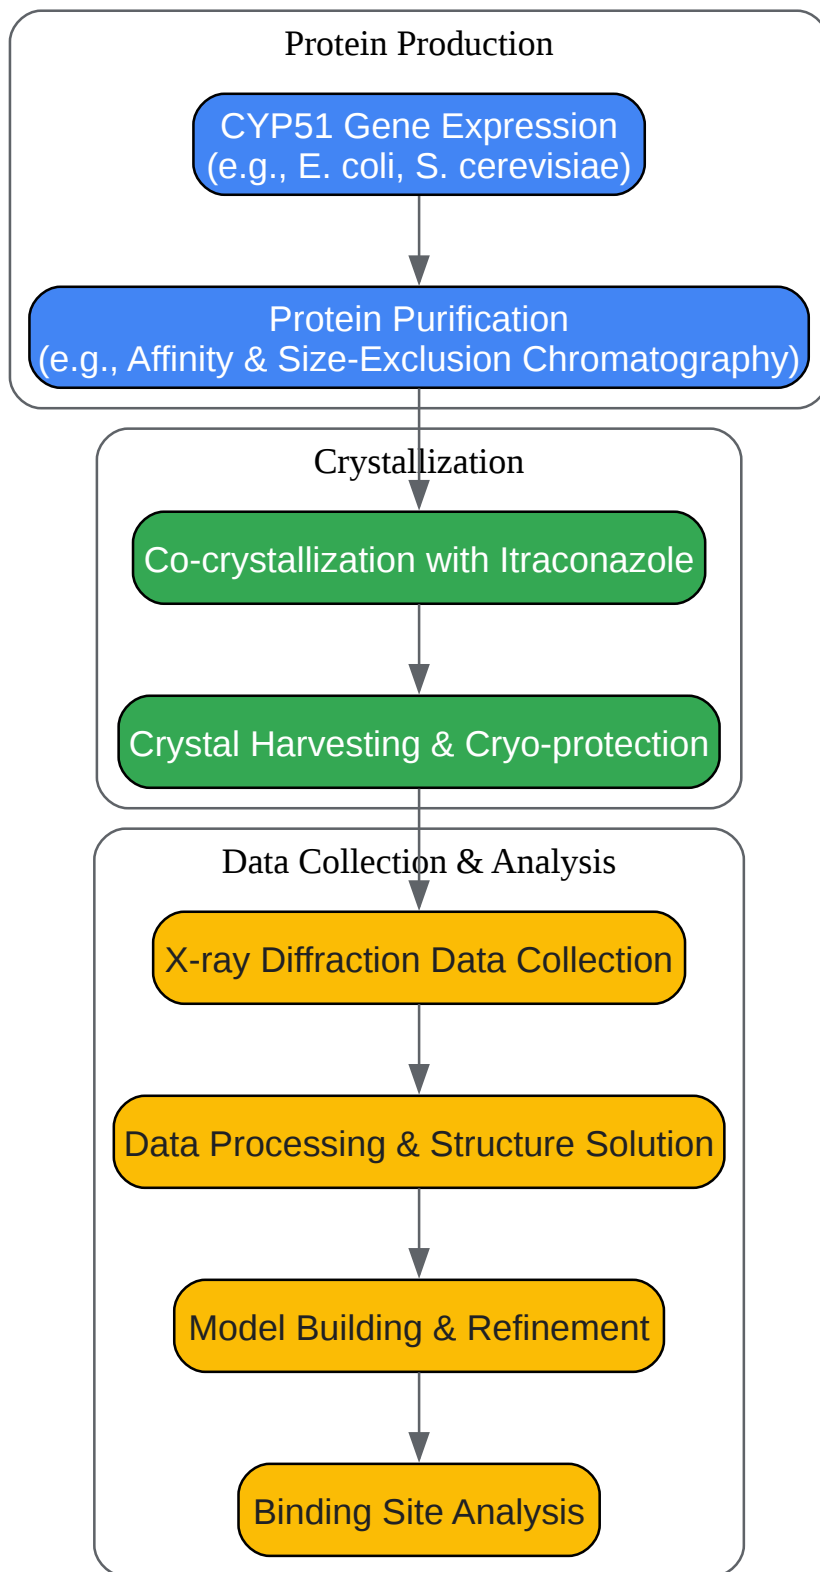 Protein Production
CYP51 Gene Expression
(e.g., E. coli, S. cerevisiae)
Protein Purification
(e.g., Affinity & Size-Exclusion Chromatography)
Crystallization
Co-crystallization with Itraconazole
Crystal Harvesting & Cryo-protection
Data Collection & Analysis
X-ray Diffraction Data Collection
Data Processing & Structure Solution
Model Building & Refinement
Binding Site Analysis